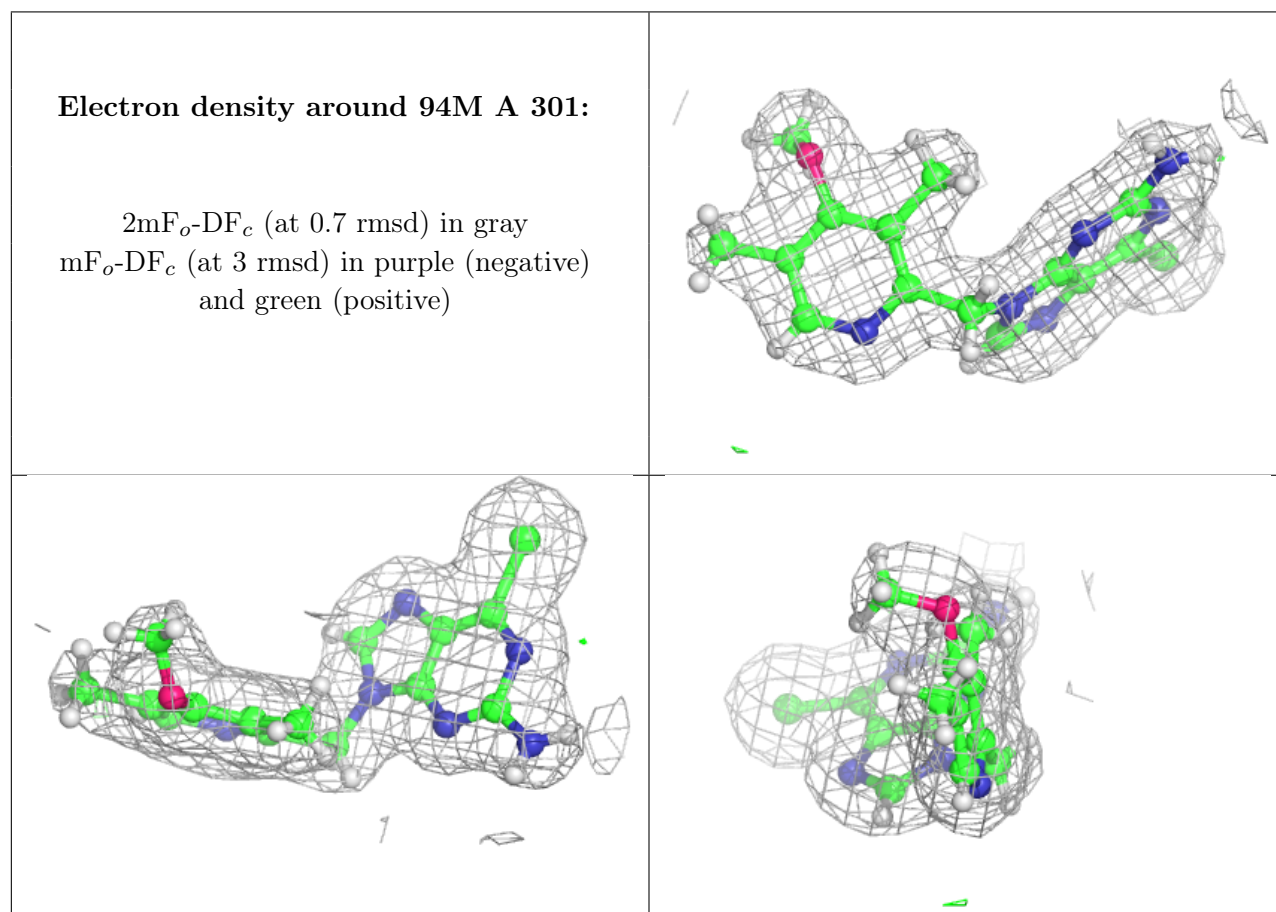 Electron density around 94M A 301:
2mFo-DFc (at 0.7 rmsd) in gray
mFo-DFc (at 3 rmsd) in purple (negative)
and green (positive)